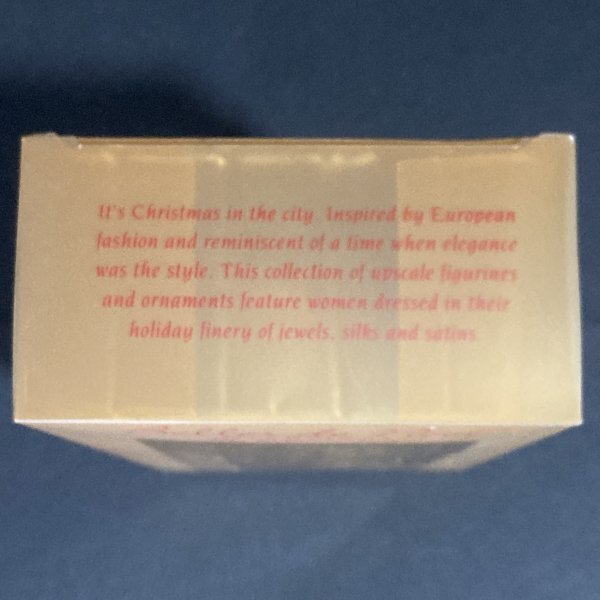 It's Christmas in the city. Inspired by European
fashion and reminiscent of a time when elegance
was the style. This collection of upscale figurines
and ornaments feature women dressed in their
holiday finery of jewels, silks and satins.